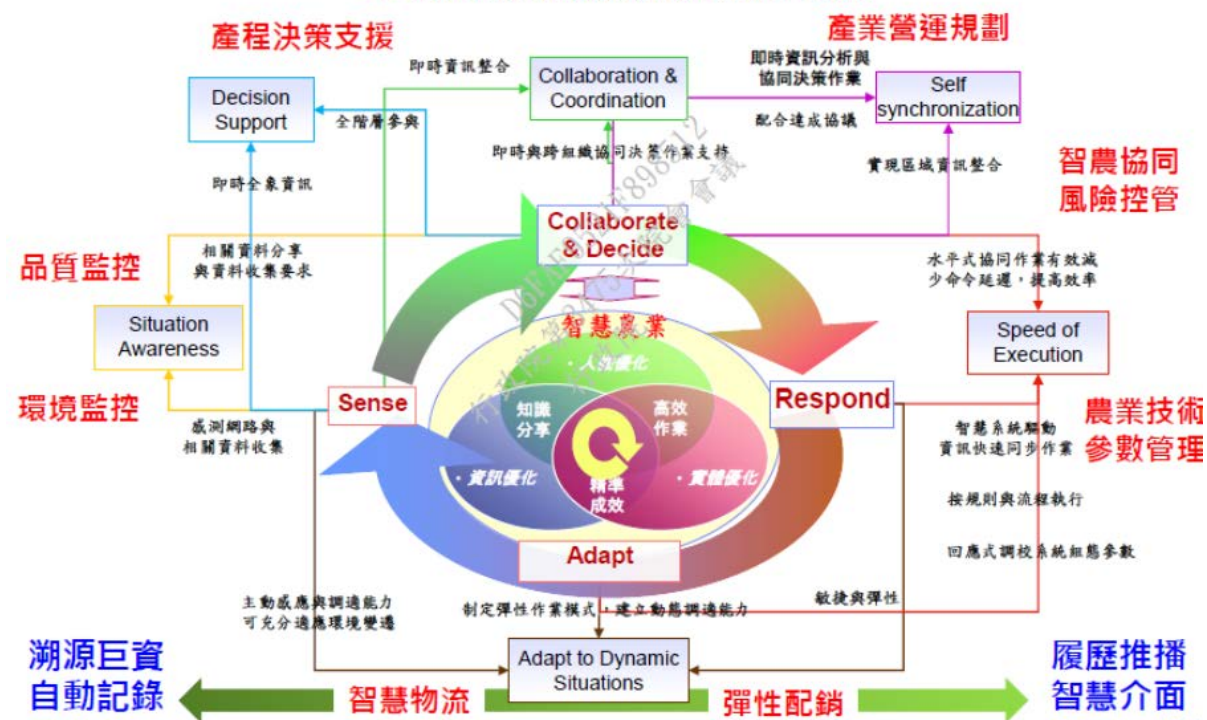 產程決策支援
產業營運規劃
即時資訊整合
Collaboration &
Coordination
即時資訊分析與
協同決策作業
Self
synchronization
Decision
Support
全階層參與
配合達成協議
即時與跨組織協同決策作業支持
實現區域資訊整合
智農協同
風險控管
即時全象資訊
Collaborate
& Decide
品質監控
相關資料分享
與資料收集要求
水平式協同作業有效減
少命令延遲，提高效率
Situation
Awareness
智慧農業
Speed of
Execution
・人加優化
環境監控
Sense
知識
分享
高效
作業
Respond
農業技術
參數管理
感測網路與
相關資料收集
智慧系統驅動
資訊快速同步作業
・資訊優化
・實體優化
精準
成效
按規則與流程執行
Adapt
回應式調校系統組態參數
主動感應與調適能力
可充分適應環境變遷
制定彈性作業模式，建立動態調適能力
敏捷與彈性
溯源巨資
自動記錄
Adapt to Dynamic
Situations
履歷推播
智慧介面
智慧物流
彈性配銷